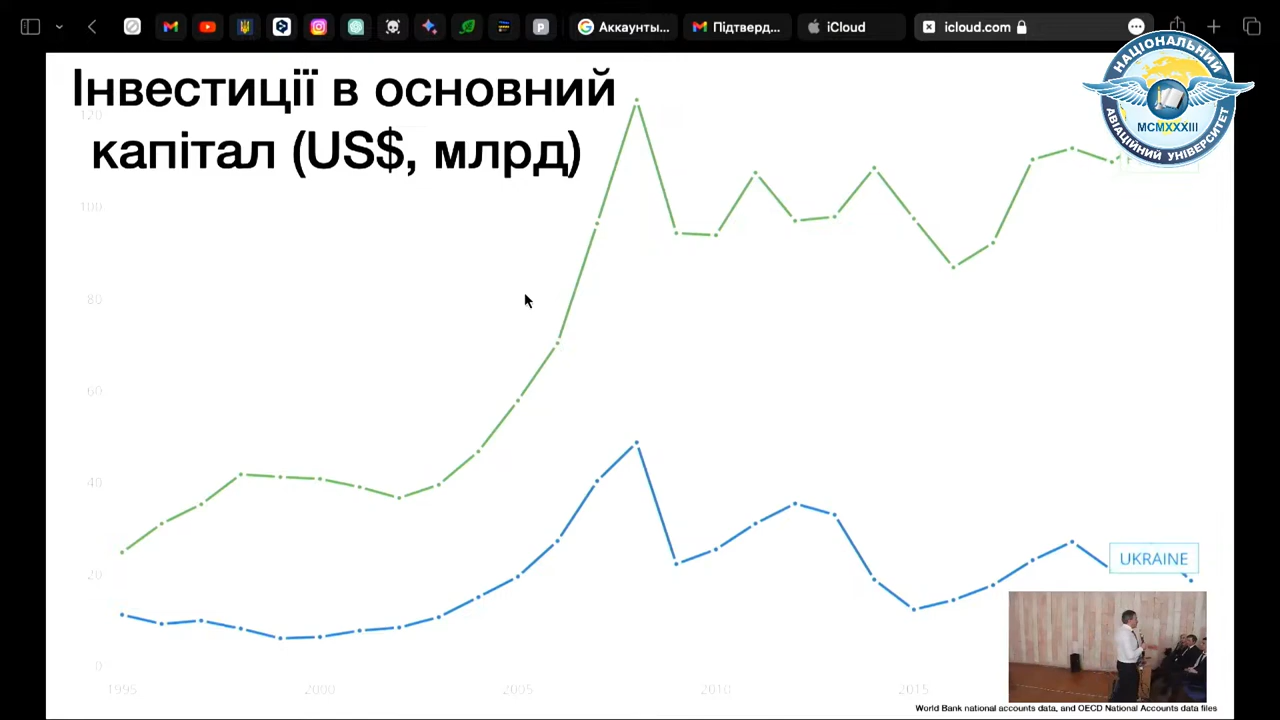 Аккаунты...
Підтверд...
iCloud
icloud.com
Інвестиції в основний
капітал (US$, млрд)
НАЦІОНАЛЬНИЙ
АВІАЦІЙНИЙ УНІВЕРСИТЕТ
MCMXXXIII
120
100
80
60
40
20
0
UKRAINE
1995
2000
2005
2010
2015
World Bank national accounts data, and OECD National Accounts data files